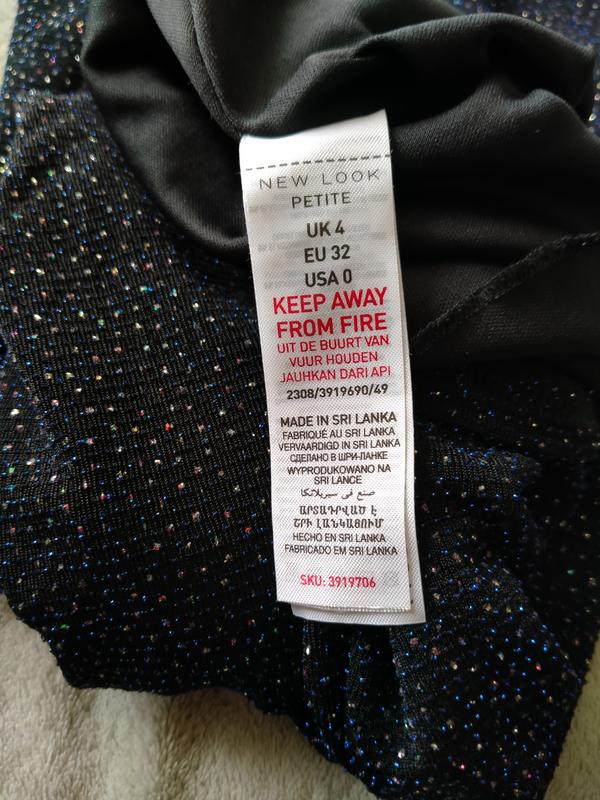 NEW LOOK
PETITE
UK 4
EU 32
USA 0
KEEP AWAY
FROM FIRE
UIT DE BUURT VAN
VUUR HOUDEN
JAUHKAN DARI API
2308/3919690/49
MADE IN SRI LANKA
FABRIQUÉ AU SRI LANKA
VERVAARDIGD IN SRI LANKA
СДЕЛАНО В ШРИ-ЛАНКЕ
WYPRODUKOWANO NA
SRI LANCE
صنع في سيريلانكا
ԱՐՏԱԴՐՎԱԾ Է
ՇՐԻ ԼԱՆԿԱՅՈՒՄ
HECHO EN SRI LANKA
FABRICADO EM SRI LANKA
SKU: 3919706